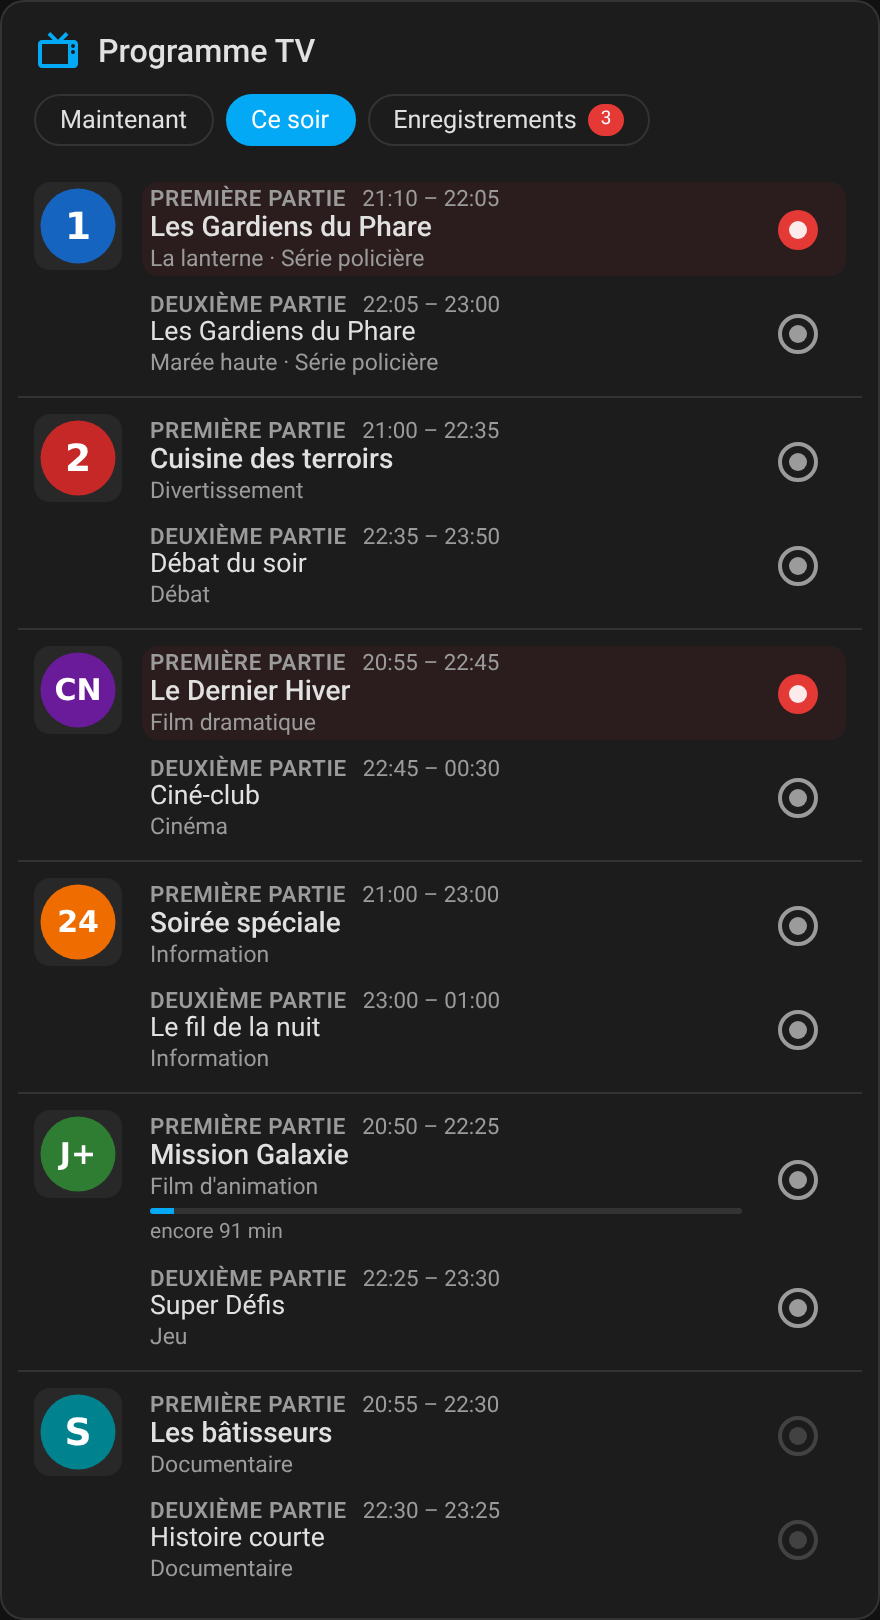 Programme TV
Maintenant
Ce soir
Enregistrements 3
1
PREMIÈRE PARTIE 21:10 – 22:05
Les Gardiens du Phare
La lanterne · Série policière
DEUXIÈME PARTIE 22:05 – 23:00
Les Gardiens du Phare
Marée haute · Série policière
2
PREMIÈRE PARTIE 21:00 – 22:35
Cuisine des terroirs
Divertissement
DEUXIÈME PARTIE 22:35 – 23:50
Débat du soir
Débat
CN
PREMIÈRE PARTIE 20:55 – 22:45
Le Dernier Hiver
Film dramatique
DEUXIÈME PARTIE 22:45 – 00:30
Ciné-club
Cinéma
24
PREMIÈRE PARTIE 21:00 – 23:00
Soirée spéciale
Information
DEUXIÈME PARTIE 23:00 – 01:00
Le fil de la nuit
Information
J+
PREMIÈRE PARTIE 20:50 – 22:25
Mission Galaxie
Film d'animation
encore 91 min
DEUXIÈME PARTIE 22:25 – 23:30
Super Défis
Jeu
S
PREMIÈRE PARTIE 20:55 – 22:30
Les bâtisseurs
Documentaire
DEUXIÈME PARTIE 22:30 – 23:25
Histoire courte
Documentaire